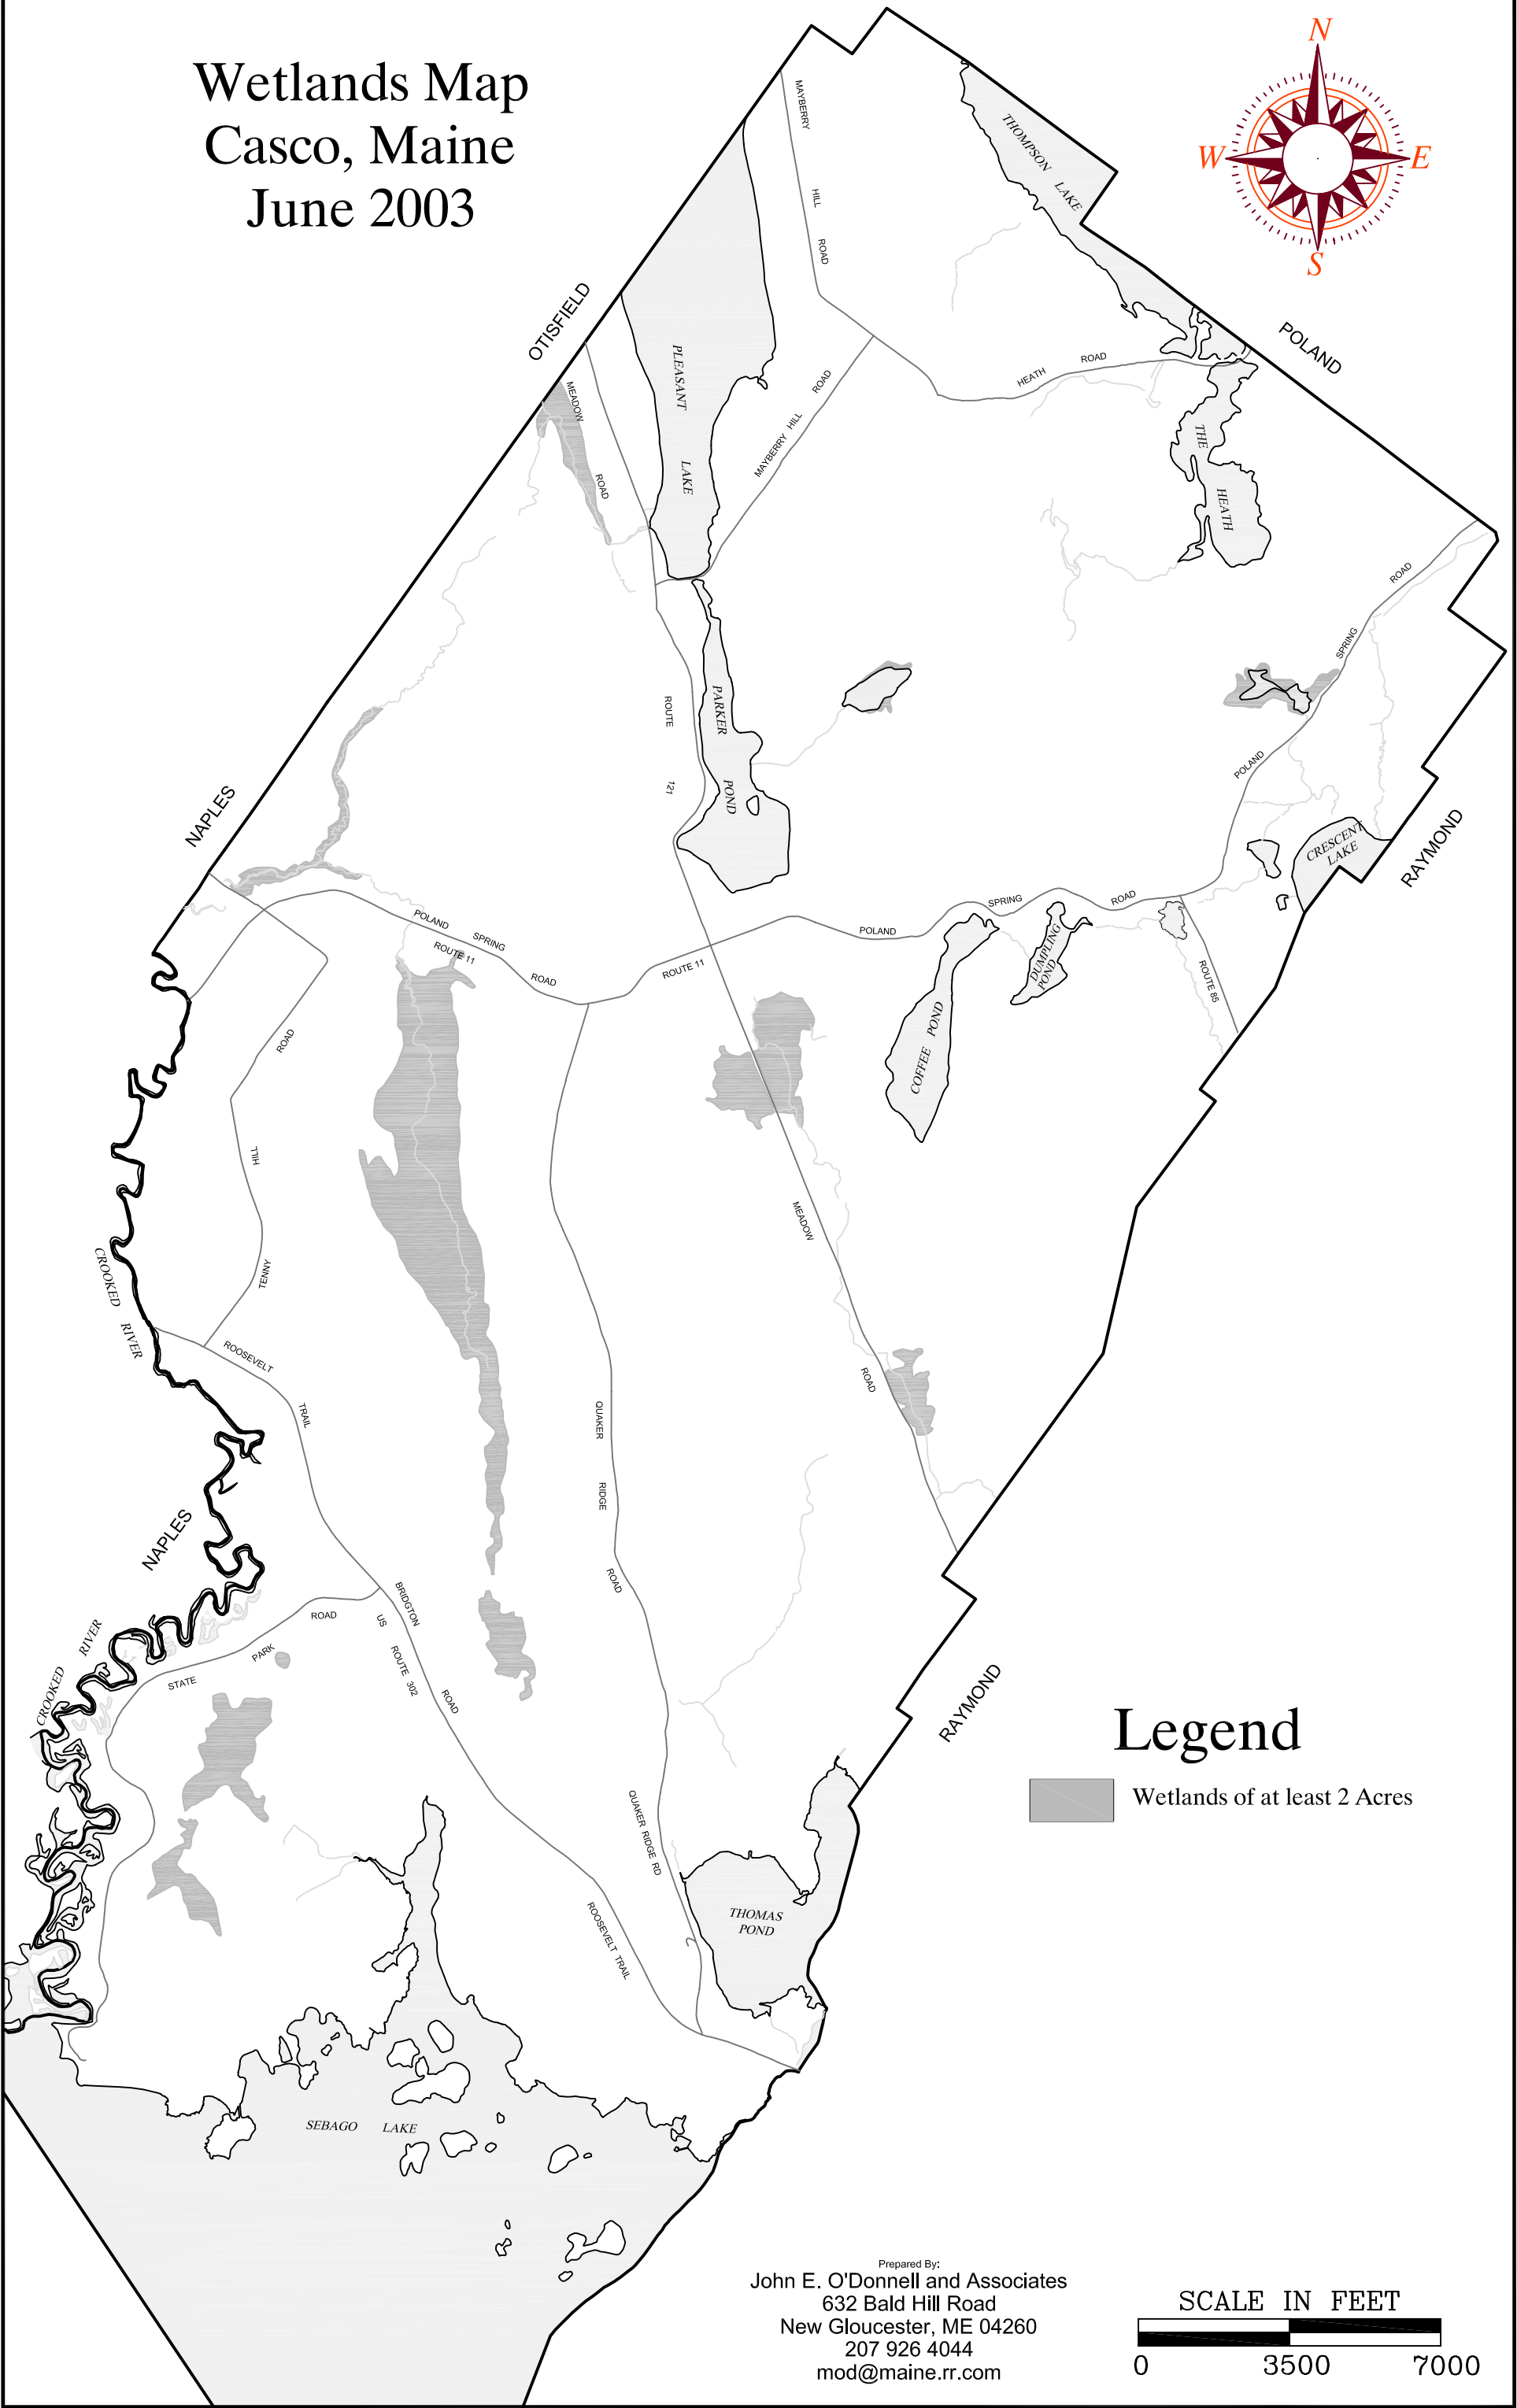 Wetlands Map
Casco, Maine
June 2003
N
W
E
S
MAYBERRY
HILL
ROAD
THOMPSON LAKE
OTISFIELD
POLAND
PLEASANT
LAKE
MEADOW
ROAD
MAYBERRY HILL ROAD
HEATH ROAD
THE
HEATH
ROUTE
121
PARKER
POND
POLAND SPRING ROAD
NAPLES
CRESCENT
LAKE
RAYMOND
POLAND SPRING ROAD
ROUTE 11
ROUTE 11
POLAND SPRING ROAD
DUMPLING
POND
COFFEE POND
ROUTE 85
TENNY HILL ROAD
CROOKED RIVER
MEADOW
ROAD
ROOSEVELT
TRAIL
QUAKER
RIDGE
ROAD
NAPLES
BRIDGTON
ROAD
US ROUTE 302
STATE PARK ROAD
CROOKED RIVER
RAYMOND
Legend
Wetlands of at least 2 Acres
QUAKER RIDGE RD
ROOSEVELT TRAIL
THOMAS
POND
SEBAGO LAKE
Prepared By:
John E. O'Donnell and Associates
632 Bald Hill Road
New Gloucester, ME 04260
207 926 4044
mod@maine.rr.com
SCALE IN FEET
0 3500 7000